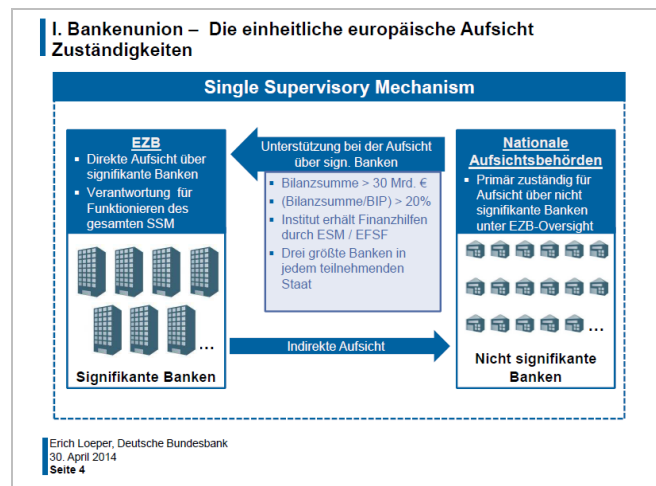 I. Bankenunion – Die einheitliche europäische Aufsicht
Zuständigkeiten
Single Supervisory Mechanism
EZB
▪ Direkte Aufsicht über
signifikante Banken
▪ Verantwortung für
Funktionieren des
gesamten SSM
...
Signifikante Banken
Unterstützung bei der Aufsicht
über sign. Banken
▪ Bilanzsumme > 30 Mrd. €
▪ (Bilanzsumme/BIP) > 20%
▪ Institut erhält Finanzhilfen
durch ESM / EFSF
▪ Drei größte Banken in
jedem teilnehmenden
Staat
Indirekte Aufsicht
Nationale
Aufsichtsbehörden
▪ Primär zuständig für
Aufsicht über nicht
signifikante Banken
unter EZB-Oversight
...
Nicht signifikante
Banken
Erich Loeper, Deutsche Bundesbank
30. April 2014
Seite 4